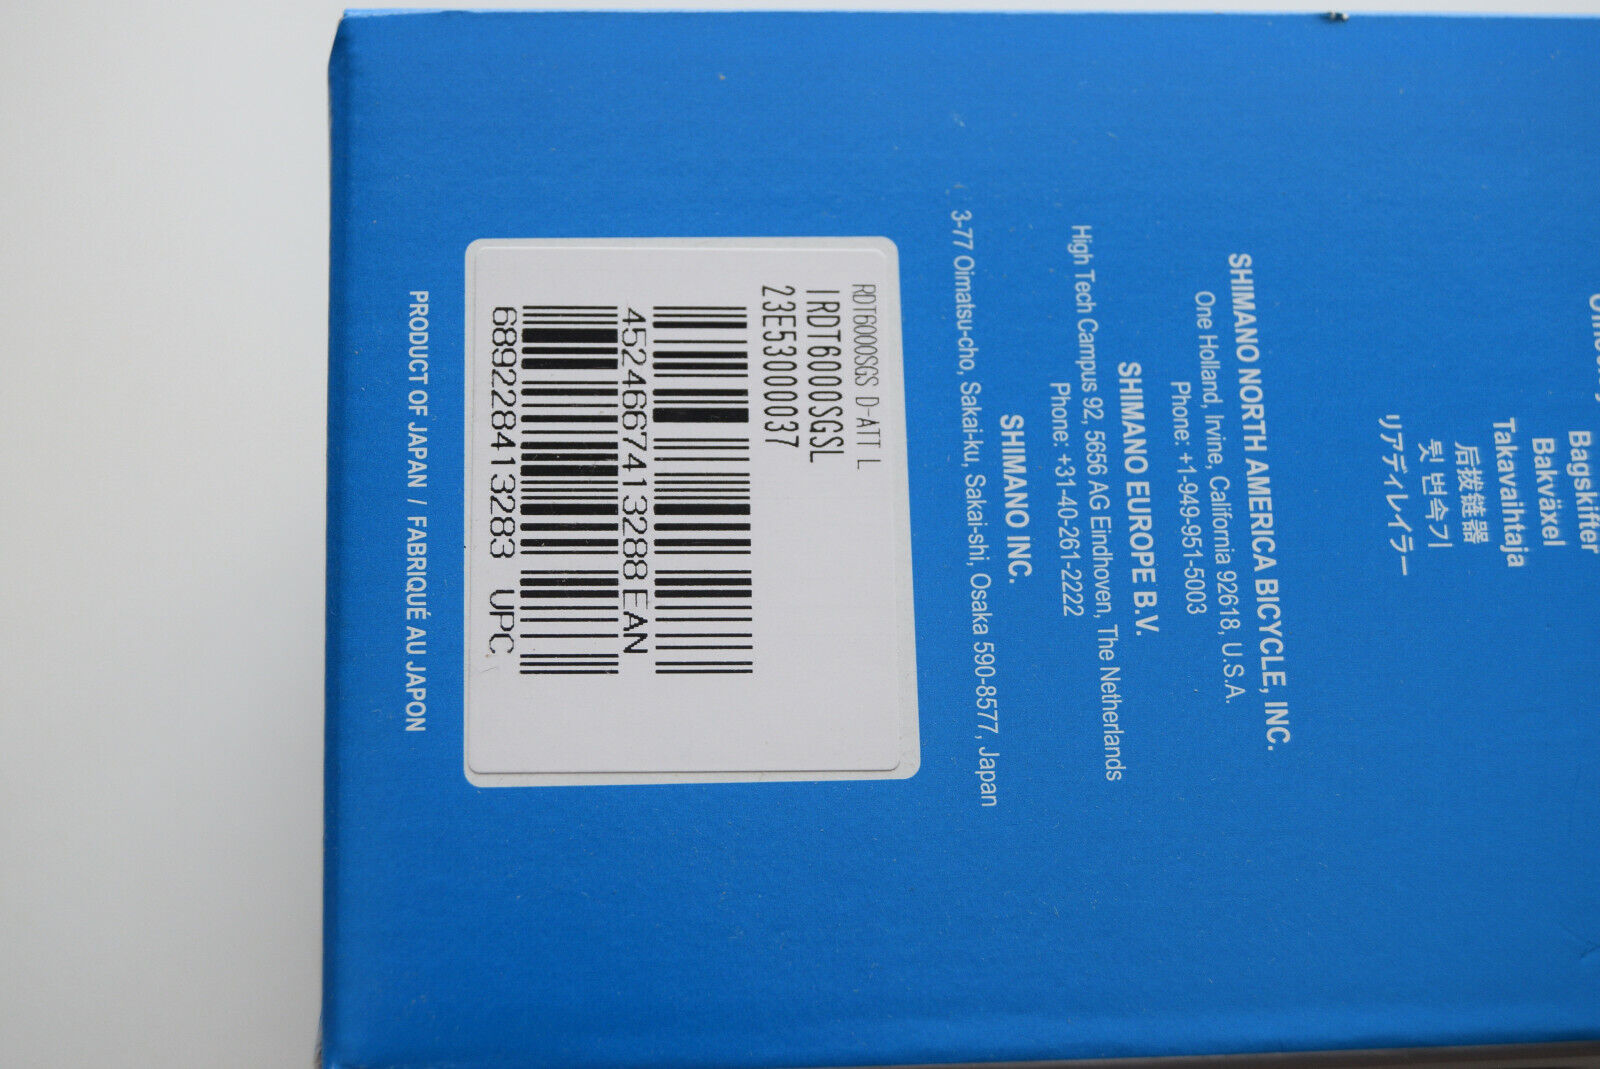 Bagskifter
Bakväxel
Takavaihtaja
后拨链器
뒷 변속기
リアディレイラー
SHIMANO NORTH AMERICA BICYCLE, INC.
One Holland, Irvine, California 92618, U.S.A.
Phone: +1-949-951-5003
SHIMANO EUROPE B.V.
High Tech Campus 92, 5656 AG Eindhoven, The Netherlands
Phone: +31-40-261-2222
SHIMANO INC.
3-77 Oimatsu-cho, Sakai-ku, Sakai-shi, Osaka 590-8577, Japan
RDT6000SGS D-ATT L
IRDT6000SGSL
23E5300037
4524667413288 EAN
689228413283 UPC
PRODUCT OF JAPAN / FABRIQUÉ AU JAPON